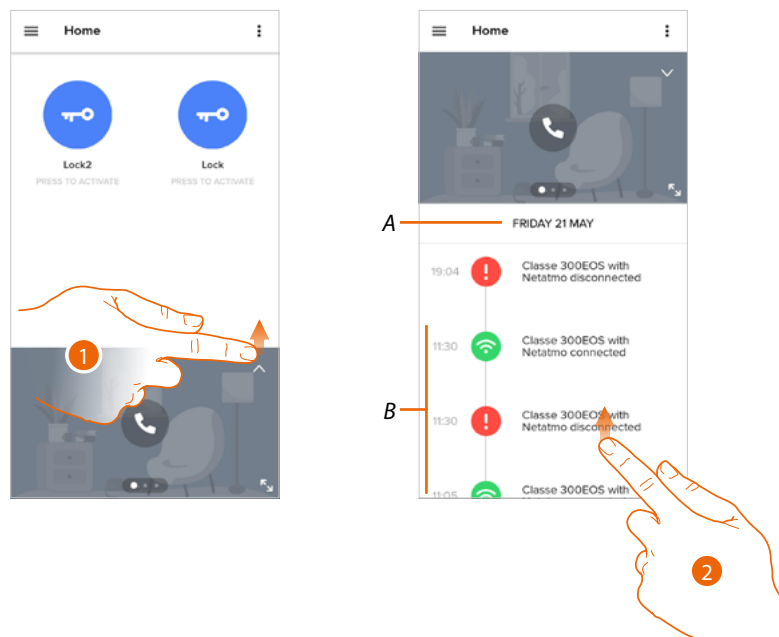 Home
Lock2
Lock
PRESS TO ACTIVATE
PRESS TO ACTIVATE
1
Home
A
FRIDAY 21 MAY
19:04
Classe 300EOS with
Netatmo disconnected
11:30
Classe 300EOS with
Netatmo connected
B
11:30
Classe 300EOS with
Netatmo disconnected
11:05
Classe 300EOS with
2